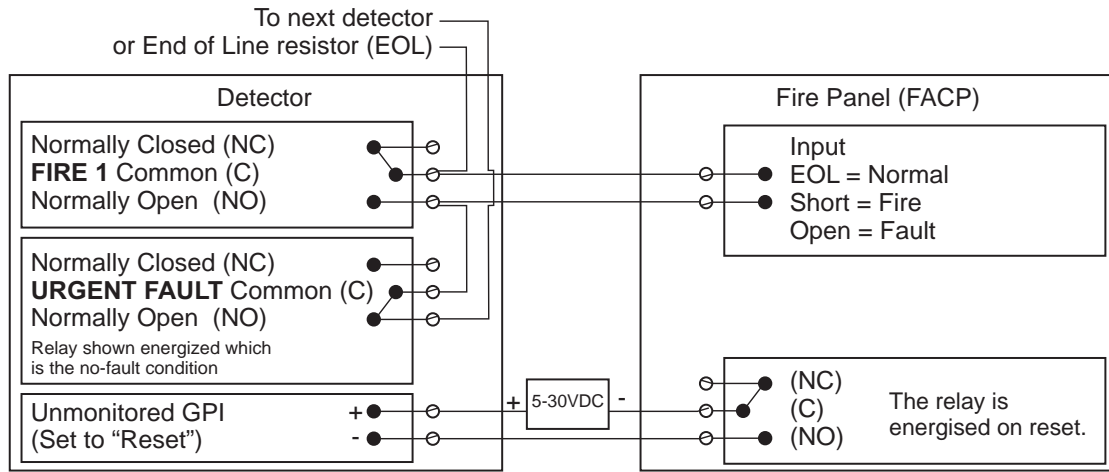 To next detector
or End of Line resistor (EOL)
Detector
Normally Closed (NC)
FIRE 1 Common (C)
Normally Open (NO)
Normally Closed (NC)
URGENT FAULT Common (C)
Normally Open (NO)
Relay shown energized which
is the no-fault condition
Unmonitored GPI
(Set to “Reset”)
+
-
+ 5-30VDC -
Fire Panel (FACP)
Input
EOL = Normal
Short = Fire
Open = Fault
(NC)
(C)
(NO)
The relay is
energised on reset.